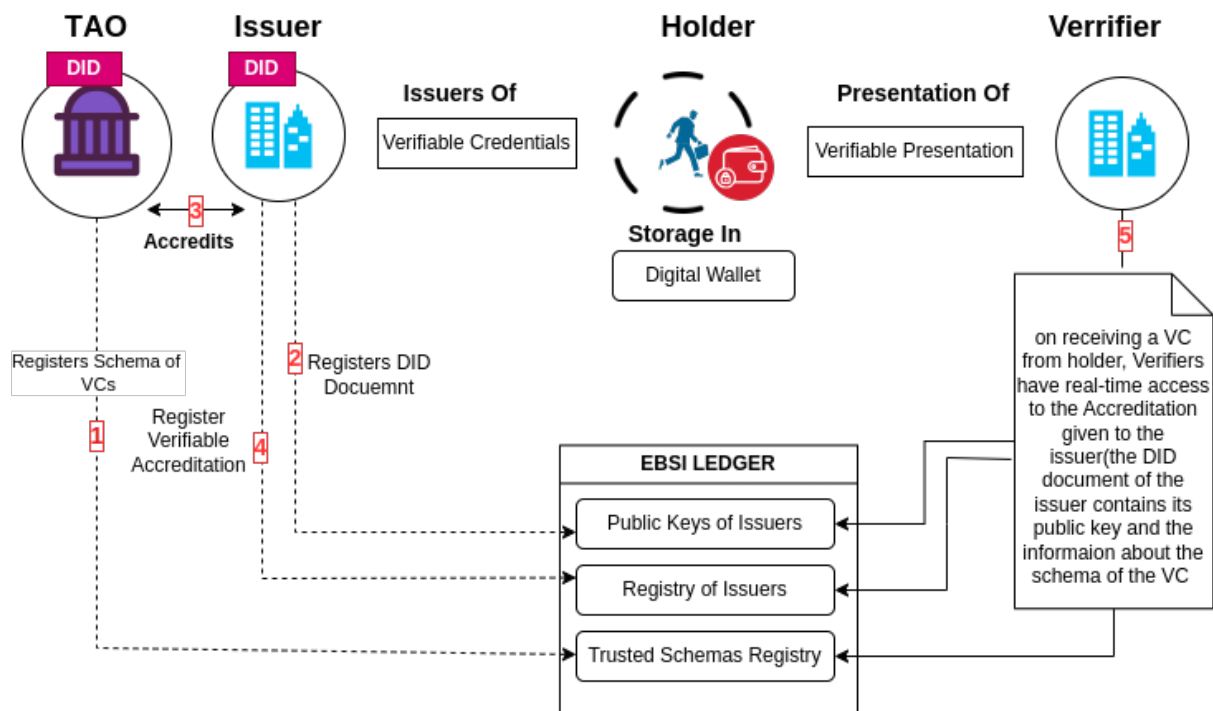 TAO
Issuer
Holder
Verrifier
DID
DID
Issuers Of
Verifiable Credentials
Presentation Of
Verifiable Presentation
3
Accredits
Storage In
Digital Wallet
5
Registers Schema of
VCs
1
Register
Verifiable
Accreditation
4
2
Registers DID
Docuemnt
on receiving a VC
from holder, Verifiers
have real-time access
to the Accreditation
given to the
issuer(the DID
document of the
issuer contains its
public key and the
informaion about the
schema of the VC
EBSI LEDGER
Public Keys of Issuers
Registry of Issuers
Trusted Schemas Registry